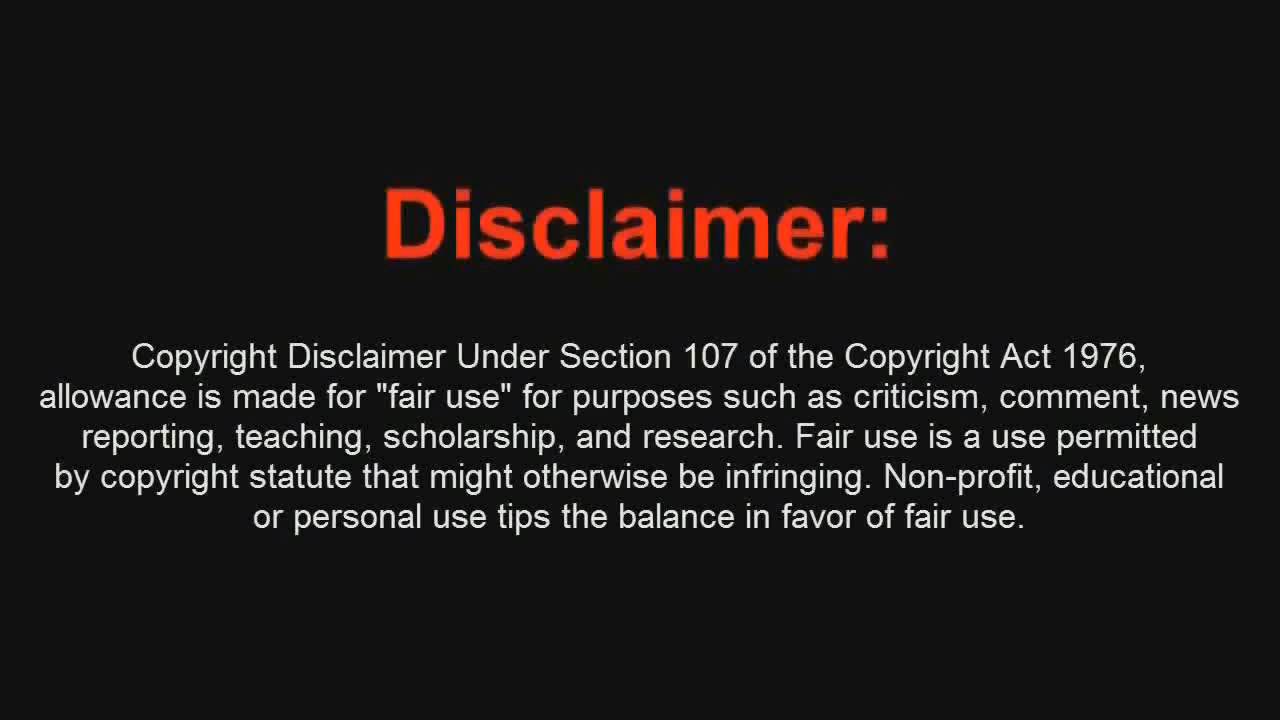 Disclaimer:
Copyright Disclaimer Under Section 107 of the Copyright Act 1976,
allowance is made for "fair use" for purposes such as criticism, comment, news
reporting, teaching, scholarship, and research. Fair use is a use permitted
by copyright statute that might otherwise be infringing. Non-profit, educational
or personal use tips the balance in favor of fair use.